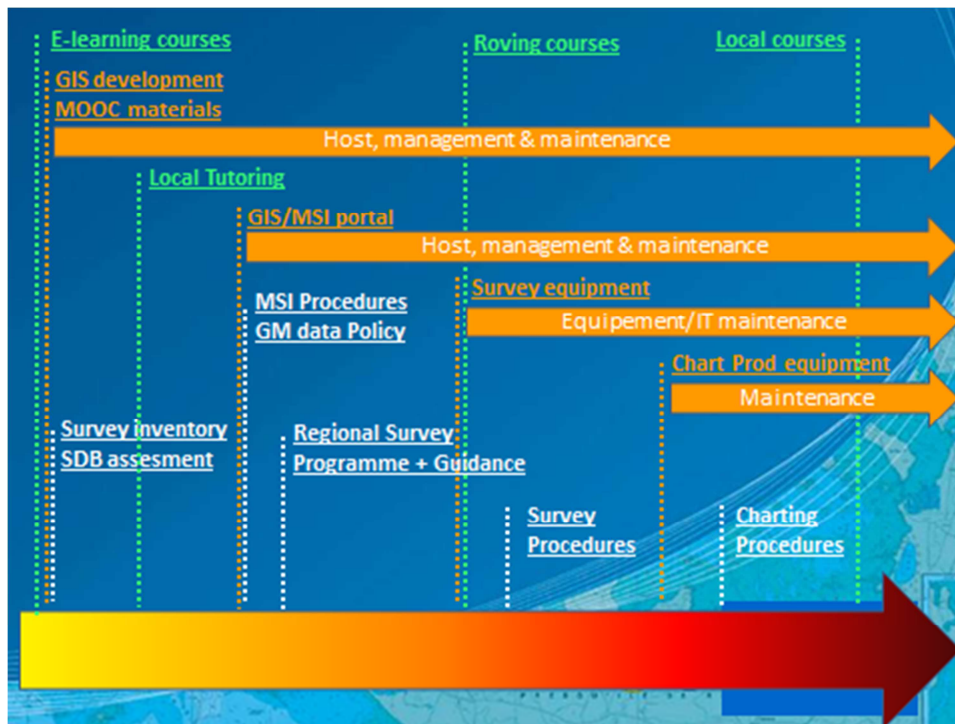 E-learning courses
Roving courses
Local courses
GIS development
MOOC materials
Host, management & maintenance
Local Tutoring
GIS/MSI portal
Host, management & maintenance
MSI Procedures
GM data Policy
Survey equipment
Equipement/IT maintenance
Chart Prod equipment
Maintenance
Survey inventory
SDB assesment
Regional Survey
Programme + Guidance
Survey
Procedures
Charting
Procedures